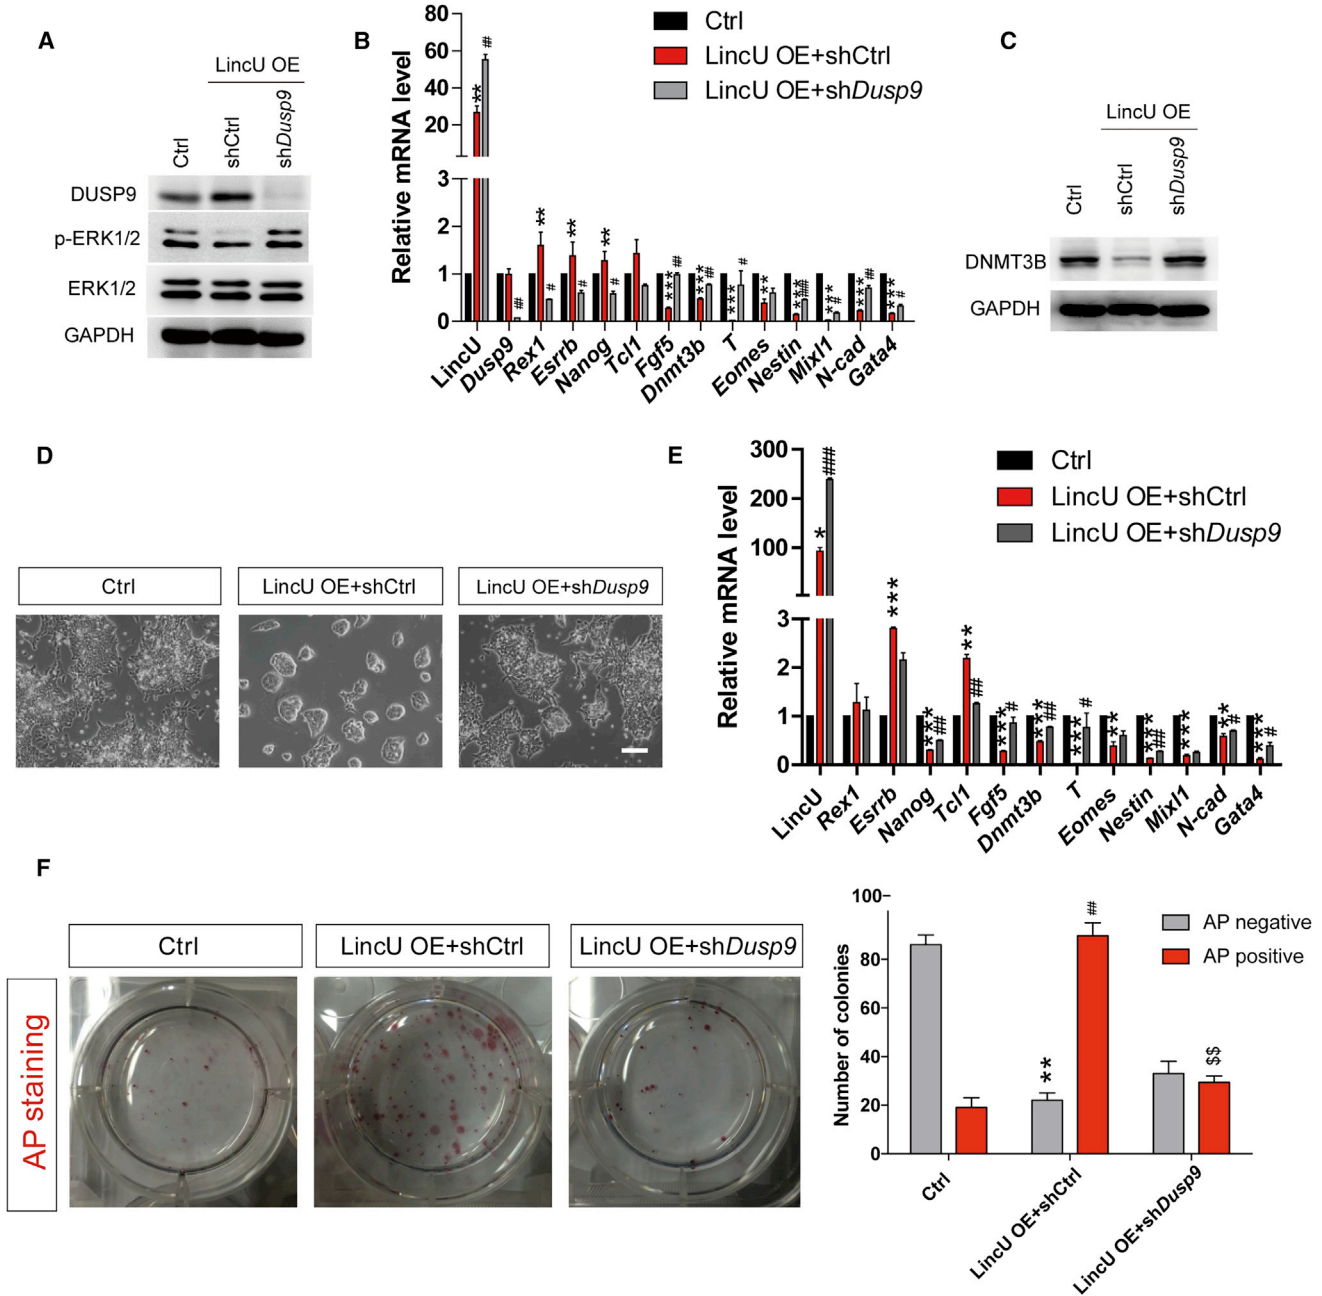 A
LincU OE
Ctrl
shCtrl
shDusp9
DUSP9
p-ERK1/2
ERK1/2
GAPDH
B
Relative mRNA level
80
60
40
20
3
2
1
0
Ctrl
LincU OE+shCtrl
LincU OE+shDusp9
**
##
##
**
#
**
#
**
#
***
##
***
##
***
#
**
***
##
***
#
***
##
***
#
LincU
Dusp9
Rex1
Esrrb
Nanog
Tcl1
Fgf5
Dnmt3b
T
Eomes
Nestin
Mixl1
N-cad
Gata4
C
LincU OE
Ctrl
shCtrl
shDusp9
DNMT3B
GAPDH
D
Ctrl
LincU OE+shCtrl
LincU OE+shDusp9
E
Relative mRNA level
300
200
100
3
2
1
0
Ctrl
LincU OE+shCtrl
LincU OE+shDusp9
*
###
***
***
##
**
##
***
#
***
##
***
#
**
***
##
***
**
#
***
#
LincU
Rex1
Esrrb
Nanog
Tcl1
Fgf5
Dnmt3b
T
Eomes
Nestin
Mixl1
N-cad
Gata4
F
AP staining
Ctrl
LincU OE+shCtrl
LincU OE+shDusp9
Number of colonies
100
80
60
40
20
0
**
##
$$
AP negative
AP positive
Ctrl
LincU OE+shCtrl
LincU OE+shDusp9